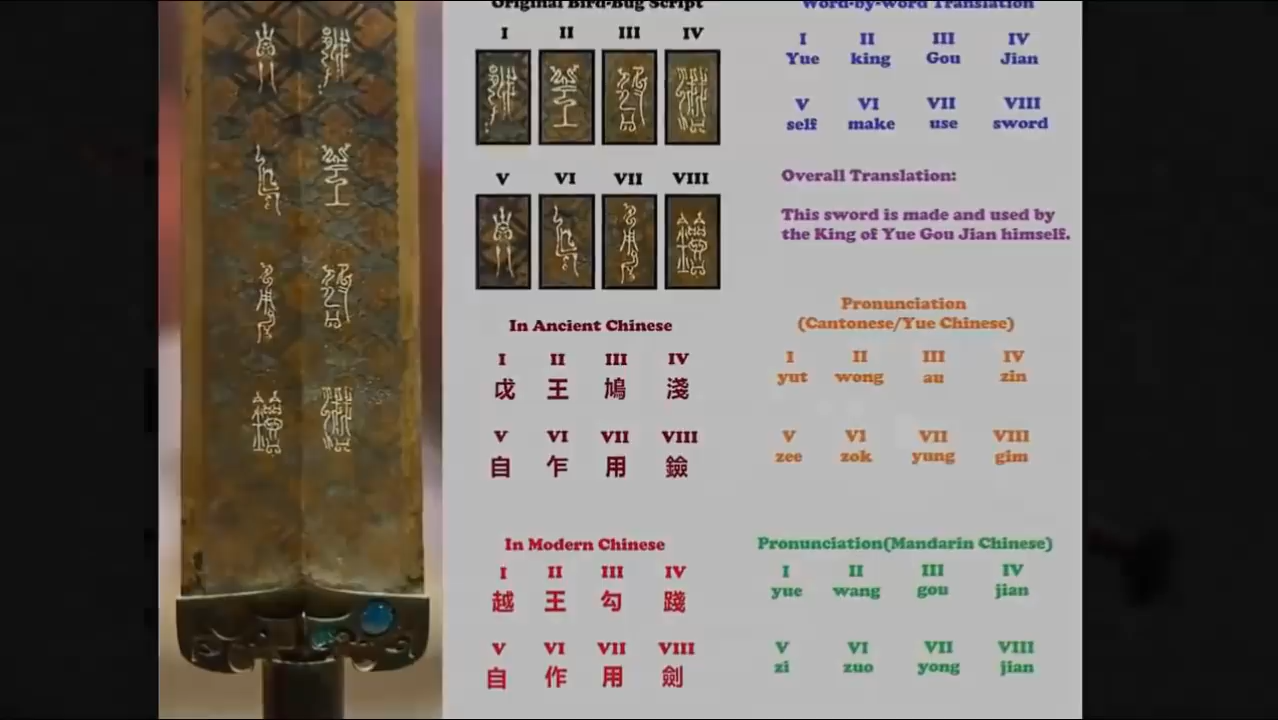 Original Bird-Bug Script
I II III IV
V VI VII VIII
In Ancient Chinese
I II III IV
戉 王 鳩 淺
V VI VII VIII
自 乍 用 鐱
In Modern Chinese
I II III IV
越 王 勾 踐
V VI VII VIII
自 作 用 劍
Word-by-word Translation
I II III IV
Yue king Gou Jian
V VI VII VIII
self make use sword
Overall Translation:
This sword is made and used by
the King of Yue Gou Jian himself.
Pronunciation
(Cantonese/Yue Chinese)
I II III IV
yut wong au zin
V VI VII VIII
zee zok yung gim
Pronunciation(Mandarin Chinese)
I II III IV
yue wang gou jian
V VI VII VIII
zi zuo yong jian